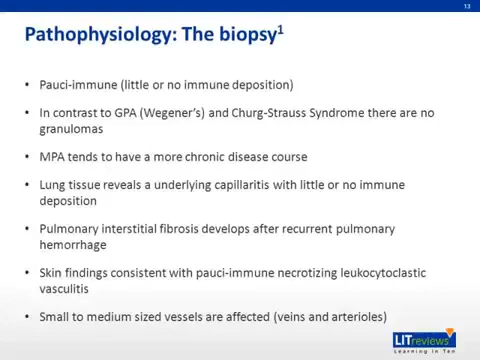 13
Pathophysiology: The biopsy1
• Pauci-immune (little or no immune deposition)
• In contrast to GPA (Wegener's) and Churg-Strauss Syndrome there are no
granulomas
• MPA tends to have a more chronic disease course
• Lung tissue reveals a underlying capillaritis with little or no immune
deposition
• Pulmonary interstitial fibrosis develops after recurrent pulmonary
hemorrhage
• Skin findings consistent with pauci-immune necrotizing leukocytoclastic
vasculitis
• Small to medium sized vessels are affected (veins and arterioles)
LITreviews
Learning in Ten